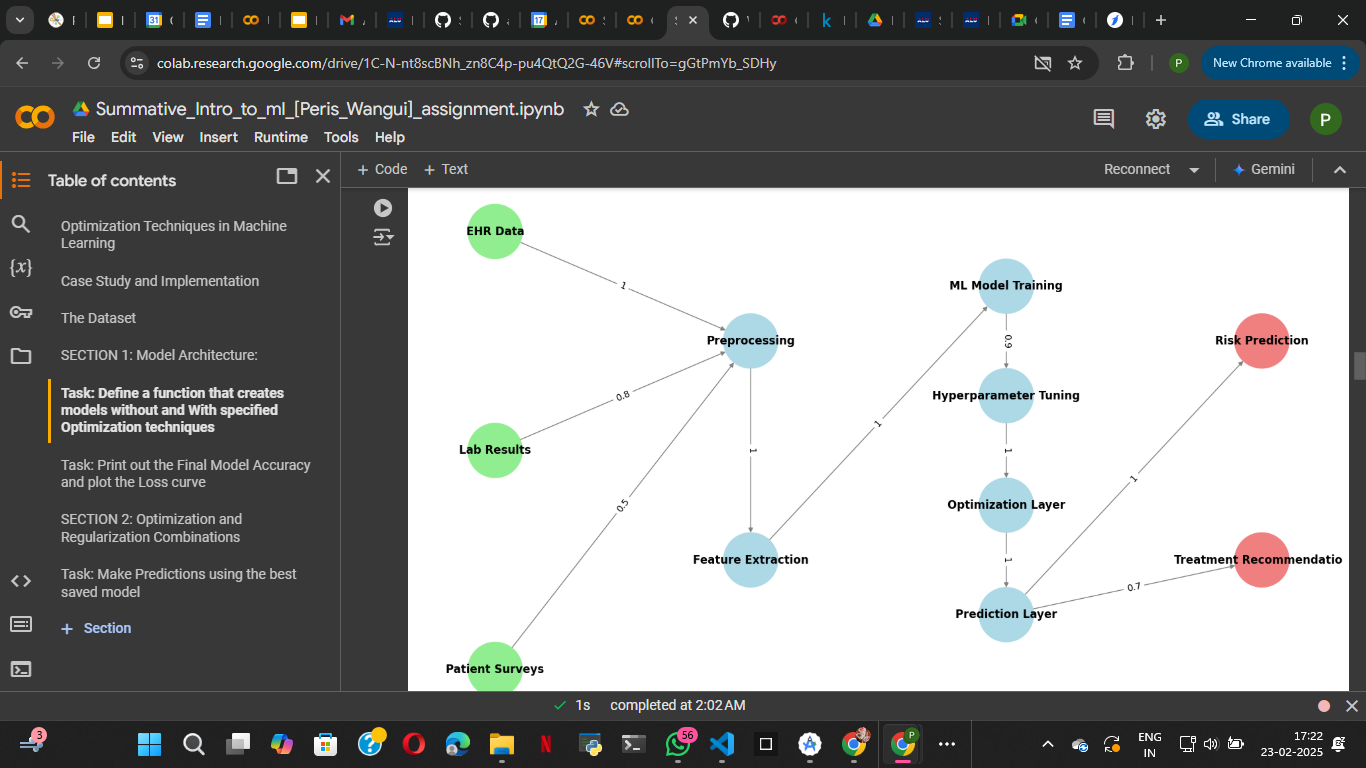 colab.research.google.com/drive/1C-N-nt8scBNh_zn8C4p-pu4QtQ2G-46V#scrollTo=gGtPmYb_SDHy
P
New Chrome available
Summative_Intro_to_ml_[Peris_Wangui]_assignment.ipynb
File Edit View Insert Runtime Tools Help
Share
P
Table of contents
+ Code + Text
Reconnect
Gemini
Optimization Techniques in Machine
Learning
Case Study and Implementation
The Dataset
SECTION 1: Model Architecture:
Task: Define a function that creates
models without and With specified
Optimization techniques
Task: Print out the Final Model Accuracy
and plot the Loss curve
SECTION 2: Optimization and
Regularization Combinations
Task: Make Predictions using the best
saved model
+ Section
EHR Data
1
Lab Results
0.8
Patient Surveys
0.5
Preprocessing
1
Feature Extraction
1
ML Model Training
0.9
Hyperparameter Tuning
1
Optimization Layer
1
Prediction Layer
1
0.7
Risk Prediction
Treatment Recommendatio
1s completed at 2:02 AM
3
56
ENG
IN
17:22
23-02-2025